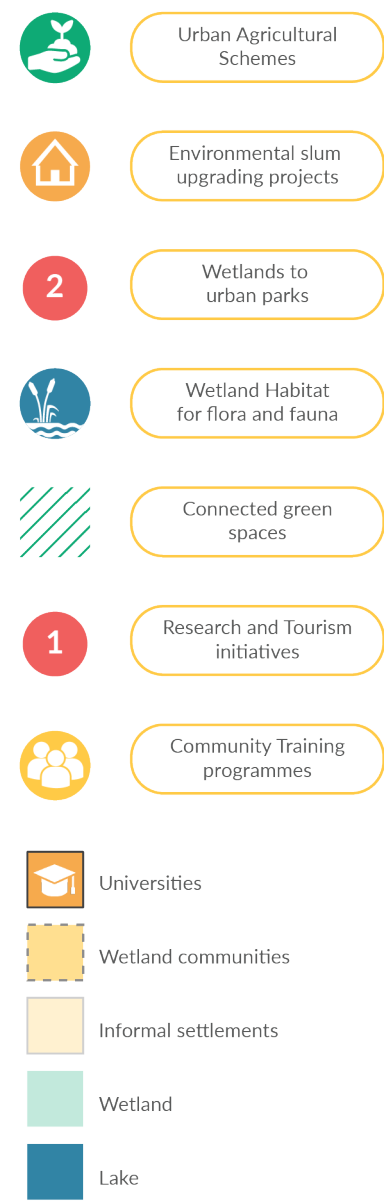 Urban Agricultural
Schemes
Environmental slum
upgrading projects
2
Wetlands to
urban parks
Wetland Habitat
for flora and fauna
Connected green
spaces
1
Research and Tourism
initiatives
Community Training
programmes
Universities
Wetland communities
Informal settlements
Wetland
Lake